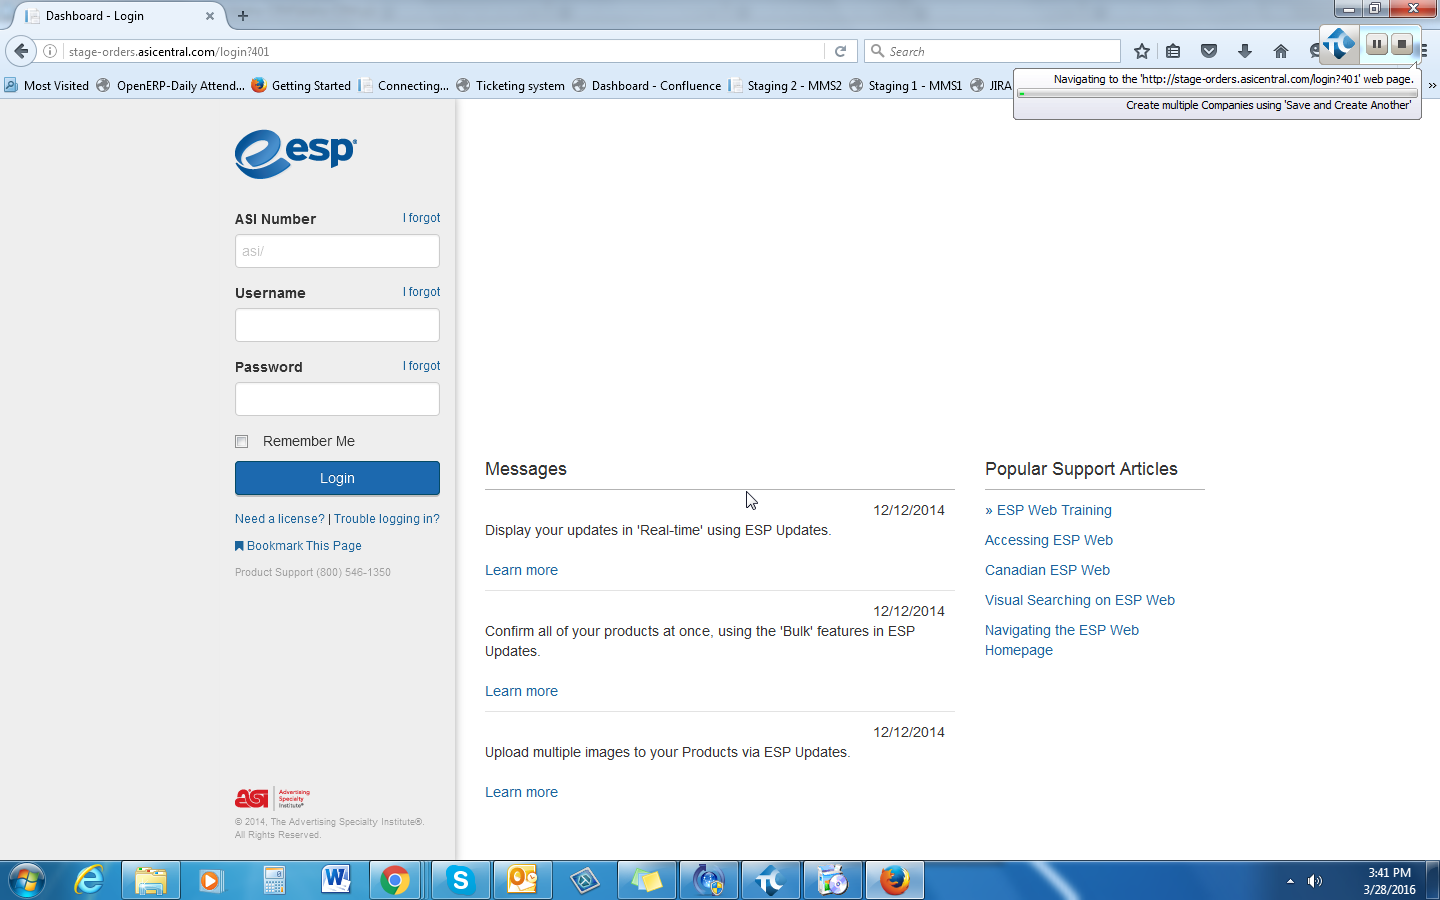 Dashboard - Login
stage-orders.asicentral.com/login?401
Search
Most Visited
OpenERP-Daily Attend...
Getting Started
Connecting...
Ticketing system
Dashboard - Confluence
Staging 2 - MMS2
Staging 1 - MMS1
JIRA
»
Navigating to the 'http://stage-orders.asicentral.com/login?401' web page.
Create multiple Companies using 'Save and Create Another'
esp
ASI Number
I forgot
asi/
Username
I forgot
Password
I forgot
Remember Me
Login
Need a license? | Trouble logging in?
Bookmark This Page
Product Support (800) 546-1350
asi Advertising
Specialty
Institute®
© 2014, The Advertising Specialty Institute®.
All Rights Reserved.
Messages
12/12/2014
Display your updates in 'Real-time' using ESP Updates.
Learn more
12/12/2014
Confirm all of your products at once, using the 'Bulk' features in ESP
Updates.
Learn more
12/12/2014
Upload multiple images to your Products via ESP Updates.
Learn more
Popular Support Articles
» ESP Web Training
Accessing ESP Web
Canadian ESP Web
Visual Searching on ESP Web
Navigating the ESP Web
Homepage
3:41 PM
3/28/2016